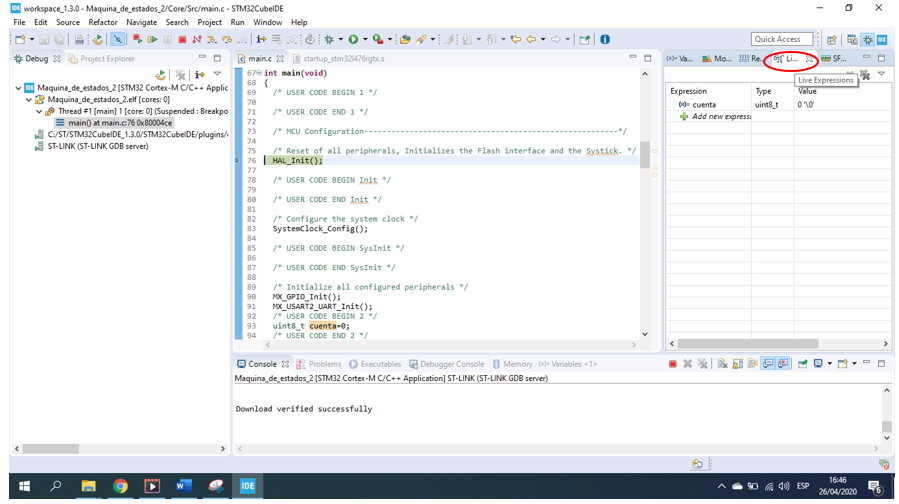 IDE workspace_1.3.0 - Maquina_de_estados_2/Core/Src/main.c - STM32CubeIDE
File Edit Source Refactor Navigate Search Project Run Window Help
Quick Access
Debug Project Explorer
Maquina_de_estados_2 [STM32 Cortex-M C/C++ Applic
Maquina_de_estados_2.elf [cores: 0]
Thread #1 [main] 1 [core: 0] (Suspended : Breakpo
main() at main.c:76 0x80004ce
C:/ST/STM32CubeIDE_1.3.0/STM32CubeIDE/plugins/
ST-LINK (ST-LINK GDB server)
main.c startup_stm32l476rgtx.s
67 int main(void)
68 {
69 /* USER CODE BEGIN 1 */
70
71 /* USER CODE END 1 */
72
73 /* MCU Configuration--------------------------------------------------------*/
74
75 /* Reset of all peripherals, Initializes the Flash interface and the Systick. */
76 HAL_Init();
77
78 /* USER CODE BEGIN Init */
79
80 /* USER CODE END Init */
81
82 /* Configure the system clock */
83 SystemClock_Config();
84
85 /* USER CODE BEGIN SysInit */
86
87 /* USER CODE END SysInit */
88
89 /* Initialize all configured peripherals */
90 MX_GPIO_Init();
91 MX_USART2_UART_Init();
92 /* USER CODE BEGIN 2 */
93 uint8_t cuenta=0;
94 /* USER CODE END 2 */
(x)= Va... Mo... Re... Li... SF...
Live Expressions
Expression Type Value
(x)= cuenta uint8_t 0 '\0'
Add new express
Console Problems Executables Debugger Console Memory (x)= Variables <1>
Maquina_de_estados_2 [STM32 Cortex-M C/C++ Application] ST-LINK (ST-LINK GDB server)
Download verified successfully
IDE
ESP
16:46
26/04/2020
6